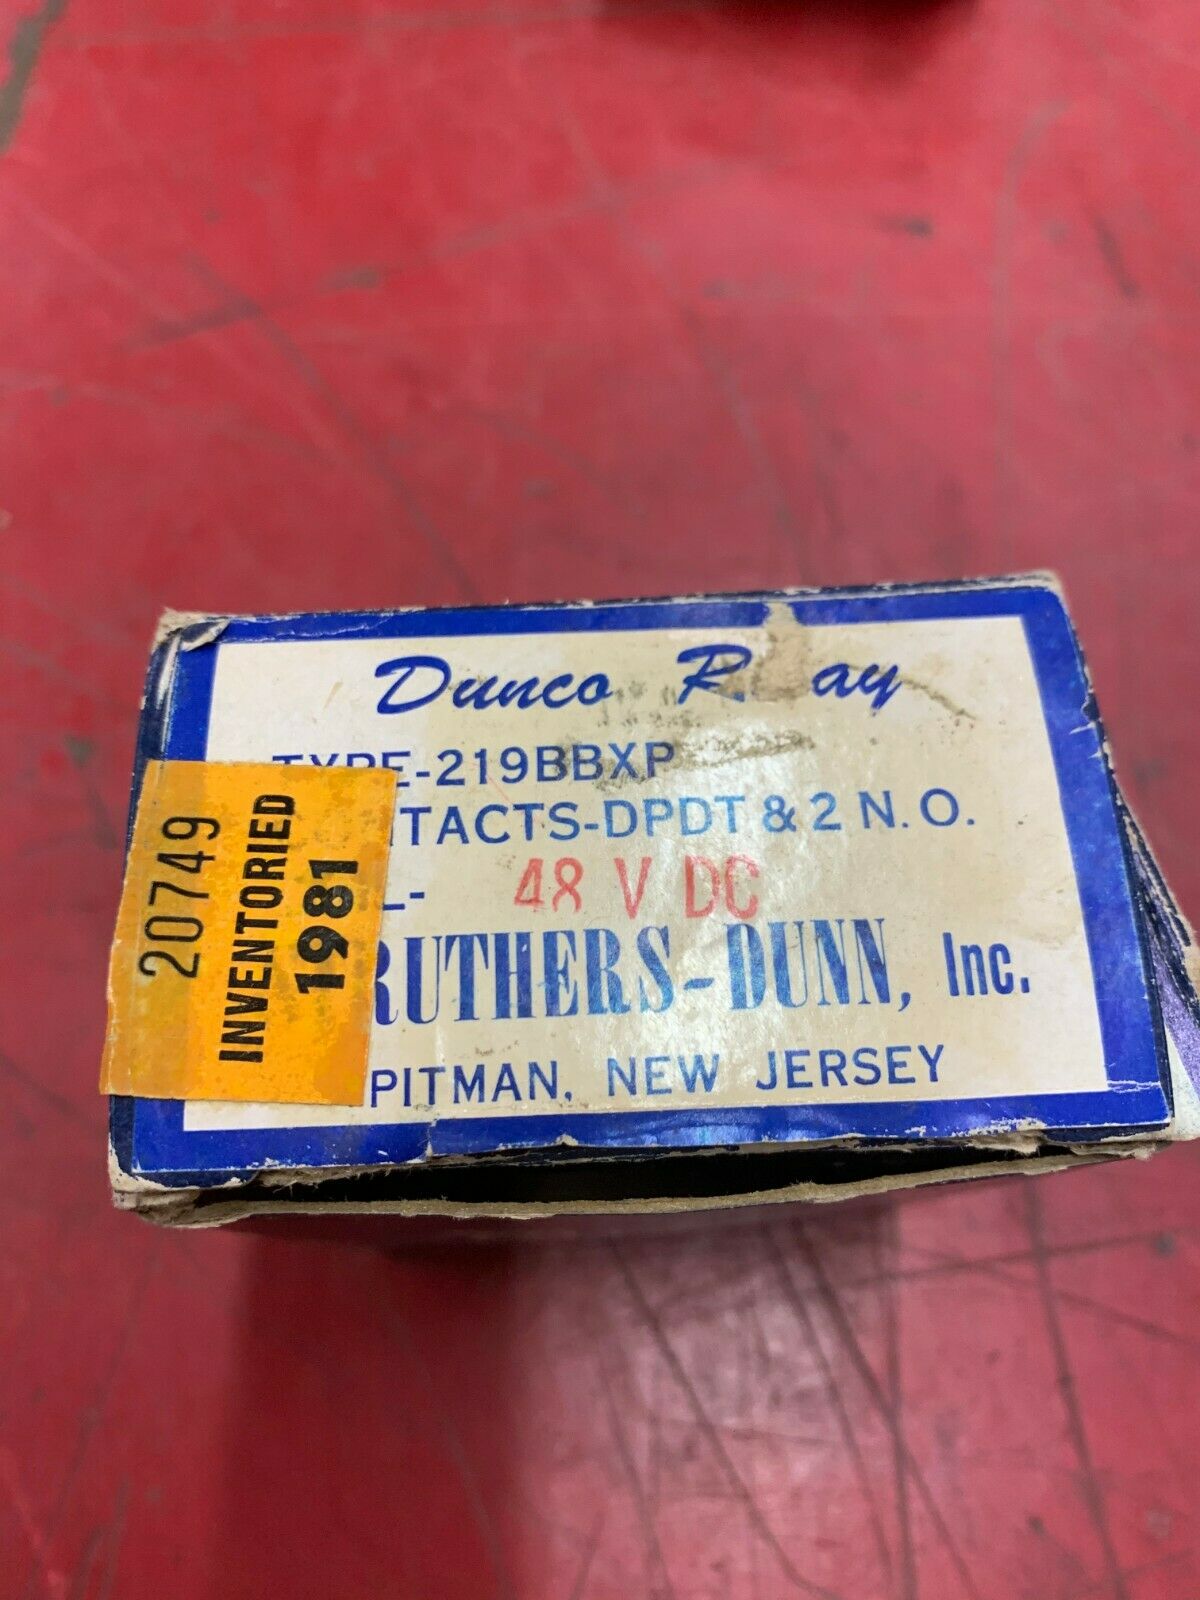 Dunco R. ay
TYPE-219BBXP
TACTS-DPDT & 2 N. O.
L- 48 V DC
RUTHERS-DUNN, Inc.
PITMAN, NEW JERSEY
20749
INVENTORIED
1981